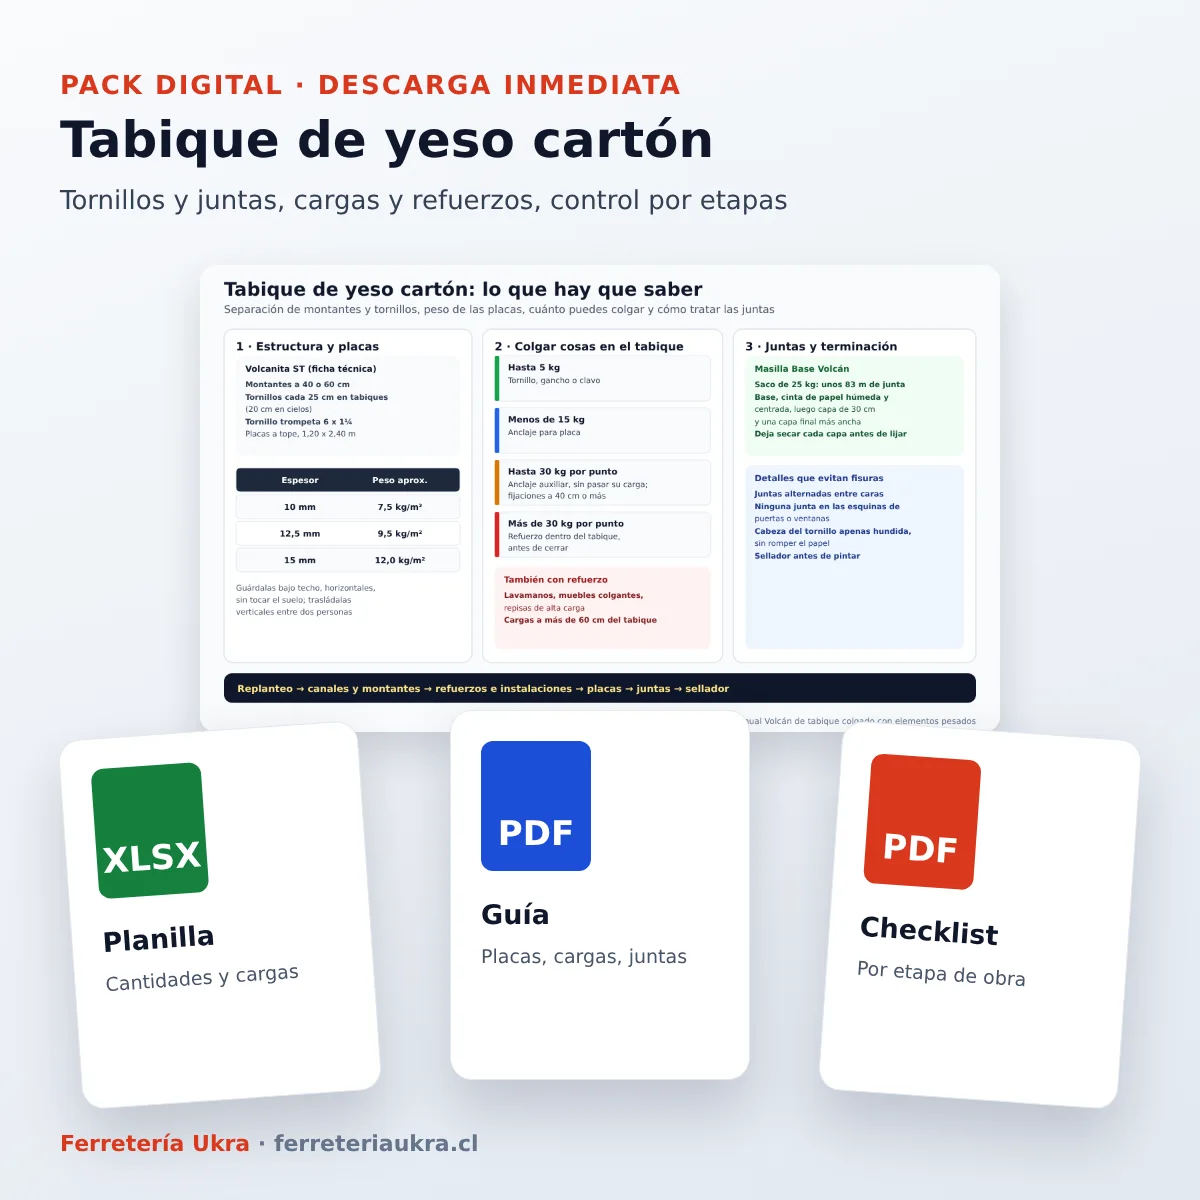 PACK DIGITAL · DESCARGA INMEDIATA
Tabique de yeso cartón
Tornillos y juntas, cargas y refuerzos, control por etapas
Tabique de yeso cartón: lo que hay que saber
Separación de montantes y tornillos, peso de las placas, cuánto puedes colgar y cómo tratar las juntas
1 · Estructura y placas
Volcanita ST (ficha técnica)
Montantes a 40 o 60 cm
Tornillos cada 25 cm en tabiques
(20 cm en cielos)
Tornillo trompeta 6 x 1¼
Placas a tope, 1,20 x 2,40 m
Espesor Peso aprox.
10 mm 7,5 kg/m²
12,5 mm 9,5 kg/m²
15 mm 12,0 kg/m²
Guárdalas bajo techo, horizontales,
sin tocar el suelo; trasládalas
verticales entre dos personas
2 · Colgar cosas en el tabique
Hasta 5 kg
Tornillo, gancho o clavo
Menos de 15 kg
Anclaje para placa
Hasta 30 kg por punto
Anclaje auxiliar, sin pasar su carga;
fijaciones a 40 cm o más
Más de 30 kg por punto
Refuerzo dentro del tabique,
antes de cerrar
También con refuerzo
Lavamanos, muebles colgantes,
repisas de alta carga
Cargas a más de 60 cm del tabique
3 · Juntas y terminación
Masilla Base Volcán
Saco de 25 kg: unos 83 m de junta
Base, cinta de papel húmeda y
centrada, luego capa de 30 cm
y una capa final más ancha
Deja secar cada capa antes de lijar
Detalles que evitan fisuras
Juntas alternadas entre caras
Ninguna junta en las esquinas de
puertas o ventanas
Cabeza del tornillo apenas hundida,
sin romper el papel
Sellador antes de pintar
Replanteo → canales y montantes → refuerzos e instalaciones → placas → juntas → sellador
Volcán de tabique colgado con elementos pesados
XLSX
Planilla
Cantidades y cargas
PDF
Guía
Placas, cargas, juntas
PDF
Checklist
Por etapa de obra
Ferretería Ukra · ferreteriaukra.cl